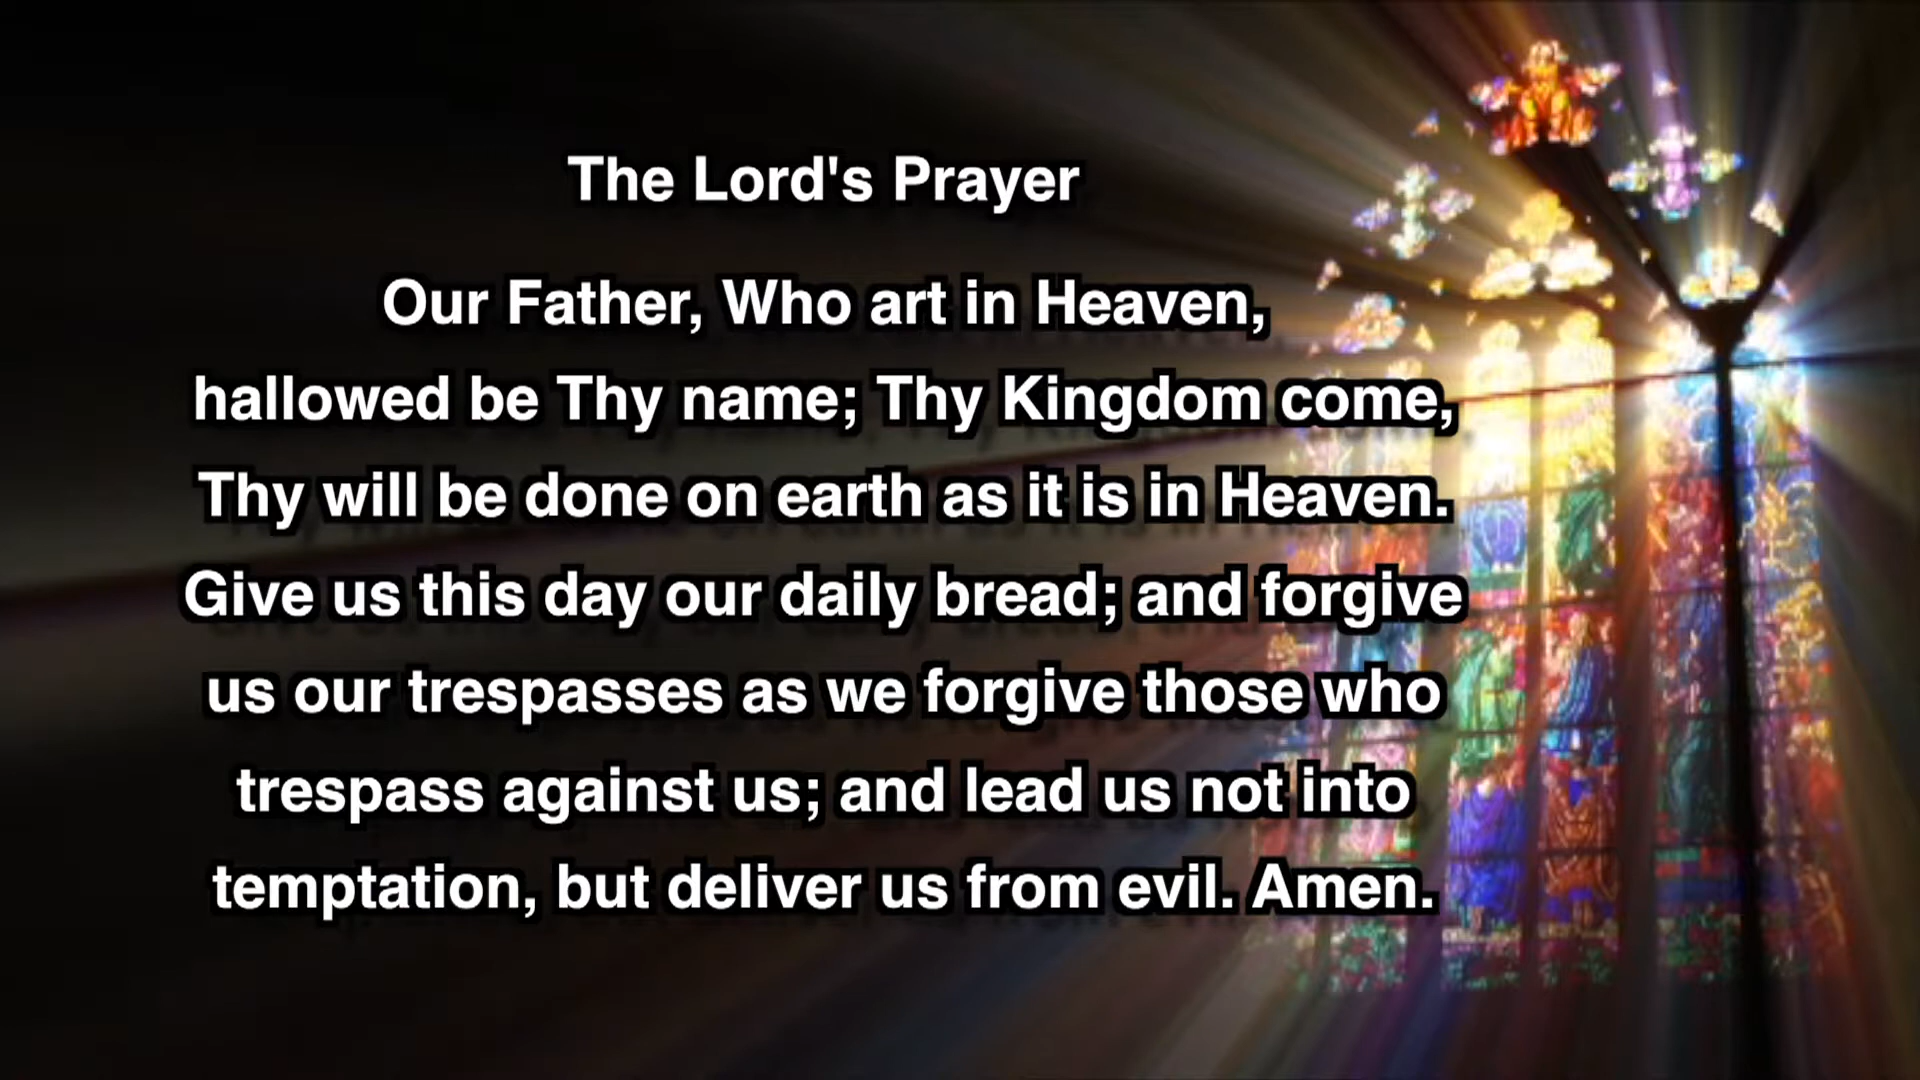 The Lord's Prayer
Our Father, Who art in Heaven,
hallowed be Thy name; Thy Kingdom come,
Thy will be done on earth as it is in Heaven.
Give us this day our daily bread; and forgive
us our trespasses as we forgive those who
trespass against us; and lead us not into
temptation, but deliver us from evil. Amen.